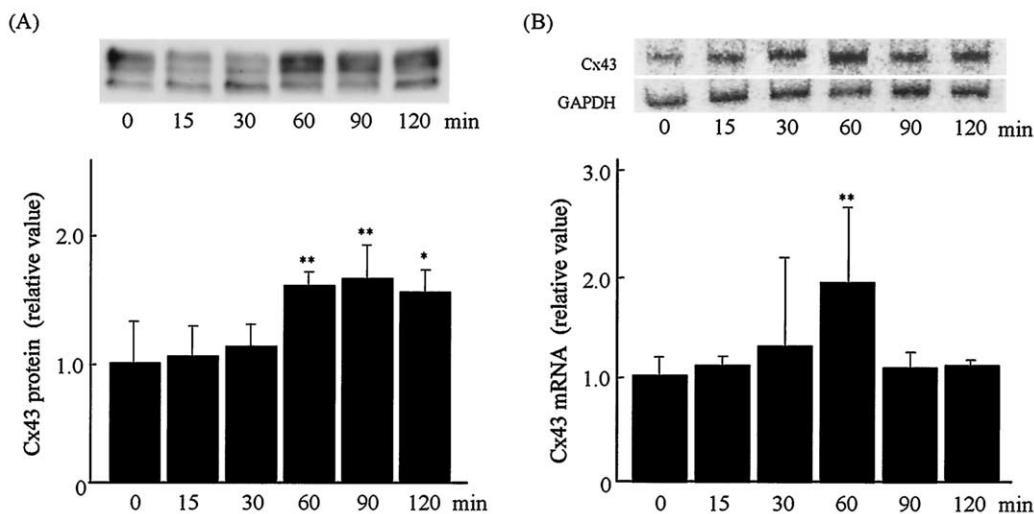 (A)
0 15 30 60 90 120 min
Cx43 protein (relative value)
2.0
1.0
0
** ** *
0 15 30 60 90 120 min
(B)
Cx43
GAPDH
0 15 30 60 90 120 min
Cx43 mRNA (relative value)
3.0
2.0
1.0
0
**
0 15 30 60 90 120 min